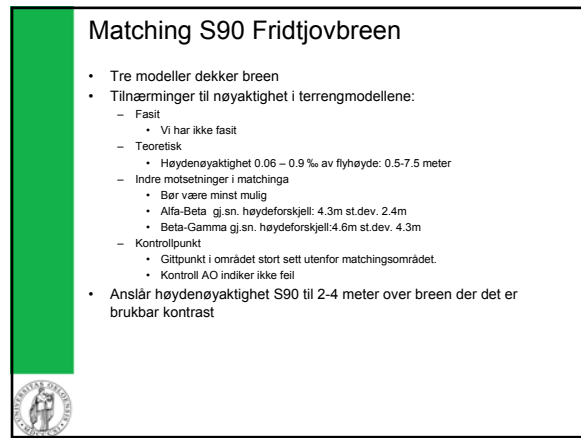 Matching S90 Fridtjovbreen
• Tre modeller dekker breen
• Tilnærminger til nøyaktighet i terrengmodellene:
– Fasit
• Vi har ikke fasit
– Teoretisk
• Høydenøyaktighet 0.06 – 0.9 ‰ av flyhøyde: 0.5-7.5 meter
– Indre motsetninger i matchinga
• Bør være minst mulig
• Alfa-Beta gj.sn. høydeforskjell: 4.3m st.dev. 2.4m
• Beta-Gamma gj.sn. høydeforskjell:4.6m st.dev. 4.3m
– Kontrollpunkt
• Gittpunkt i området stort sett utenfor matchingsområdet.
• Kontroll AO indiker ikke feil
• Anslår høydenøyaktighet S90 til 2-4 meter over breen der det er
brukbar kontrast
UNIVERSITAS OSLOENSIS
MDCCCXI